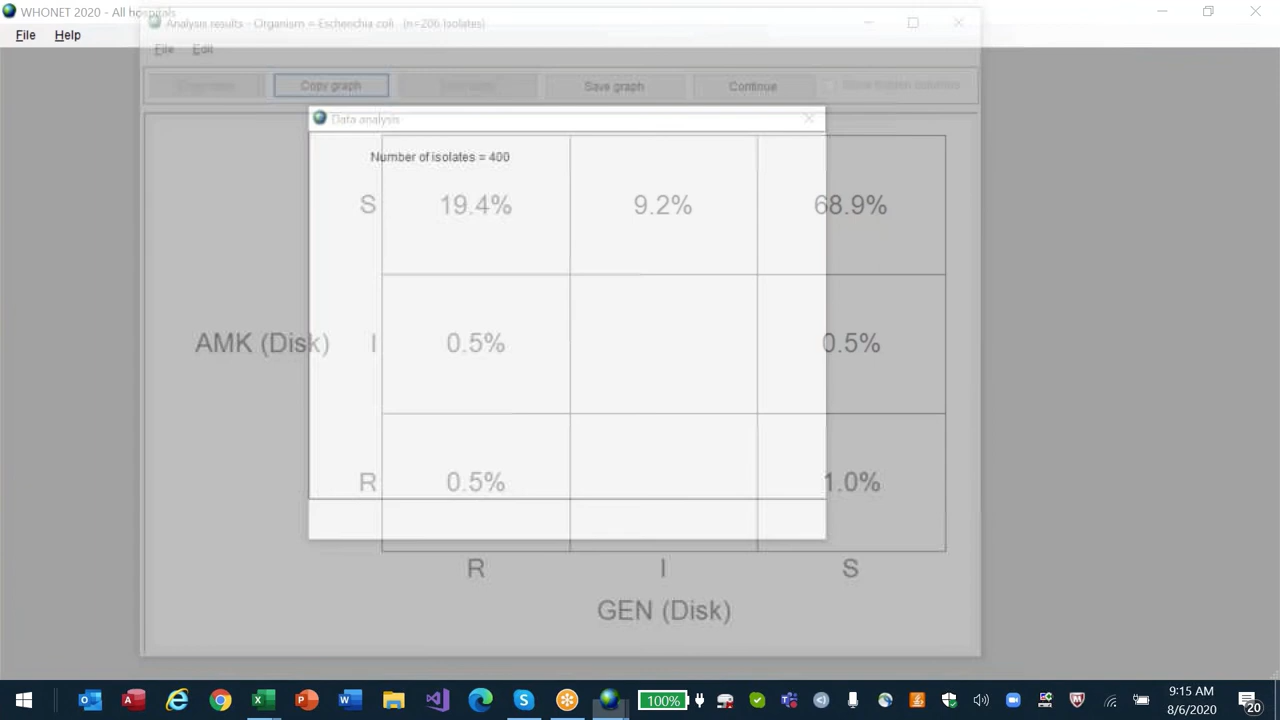 WHONET 2020 - All hospitals
Analysis results - Organism = Escherichia coli (n=206 Isolates)
File Help
File Edit
Copy graph Save graph Continue
Data analysis
Number of isolates = 400
S 19.4% 9.2% 68.9%
AMK (Disk) I 0.5% 0.5%
R 0.5% 1.0%
R I S
GEN (Disk)
100%
9:15 AM
8/6/2020
20